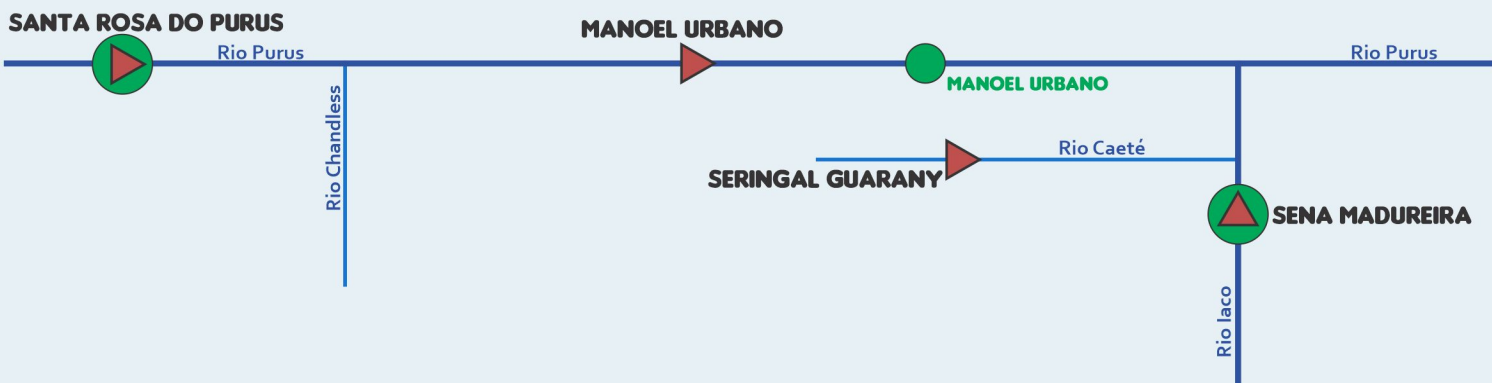 SANTA ROSA DO PURUS
Rio Purus
MANOEL URBANO
Rio Purus
MANOEL URBANO
Rio Chandless
Rio Caeté
SERINGAL GUARANY
SENA MADUREIRA
Rio Iaco